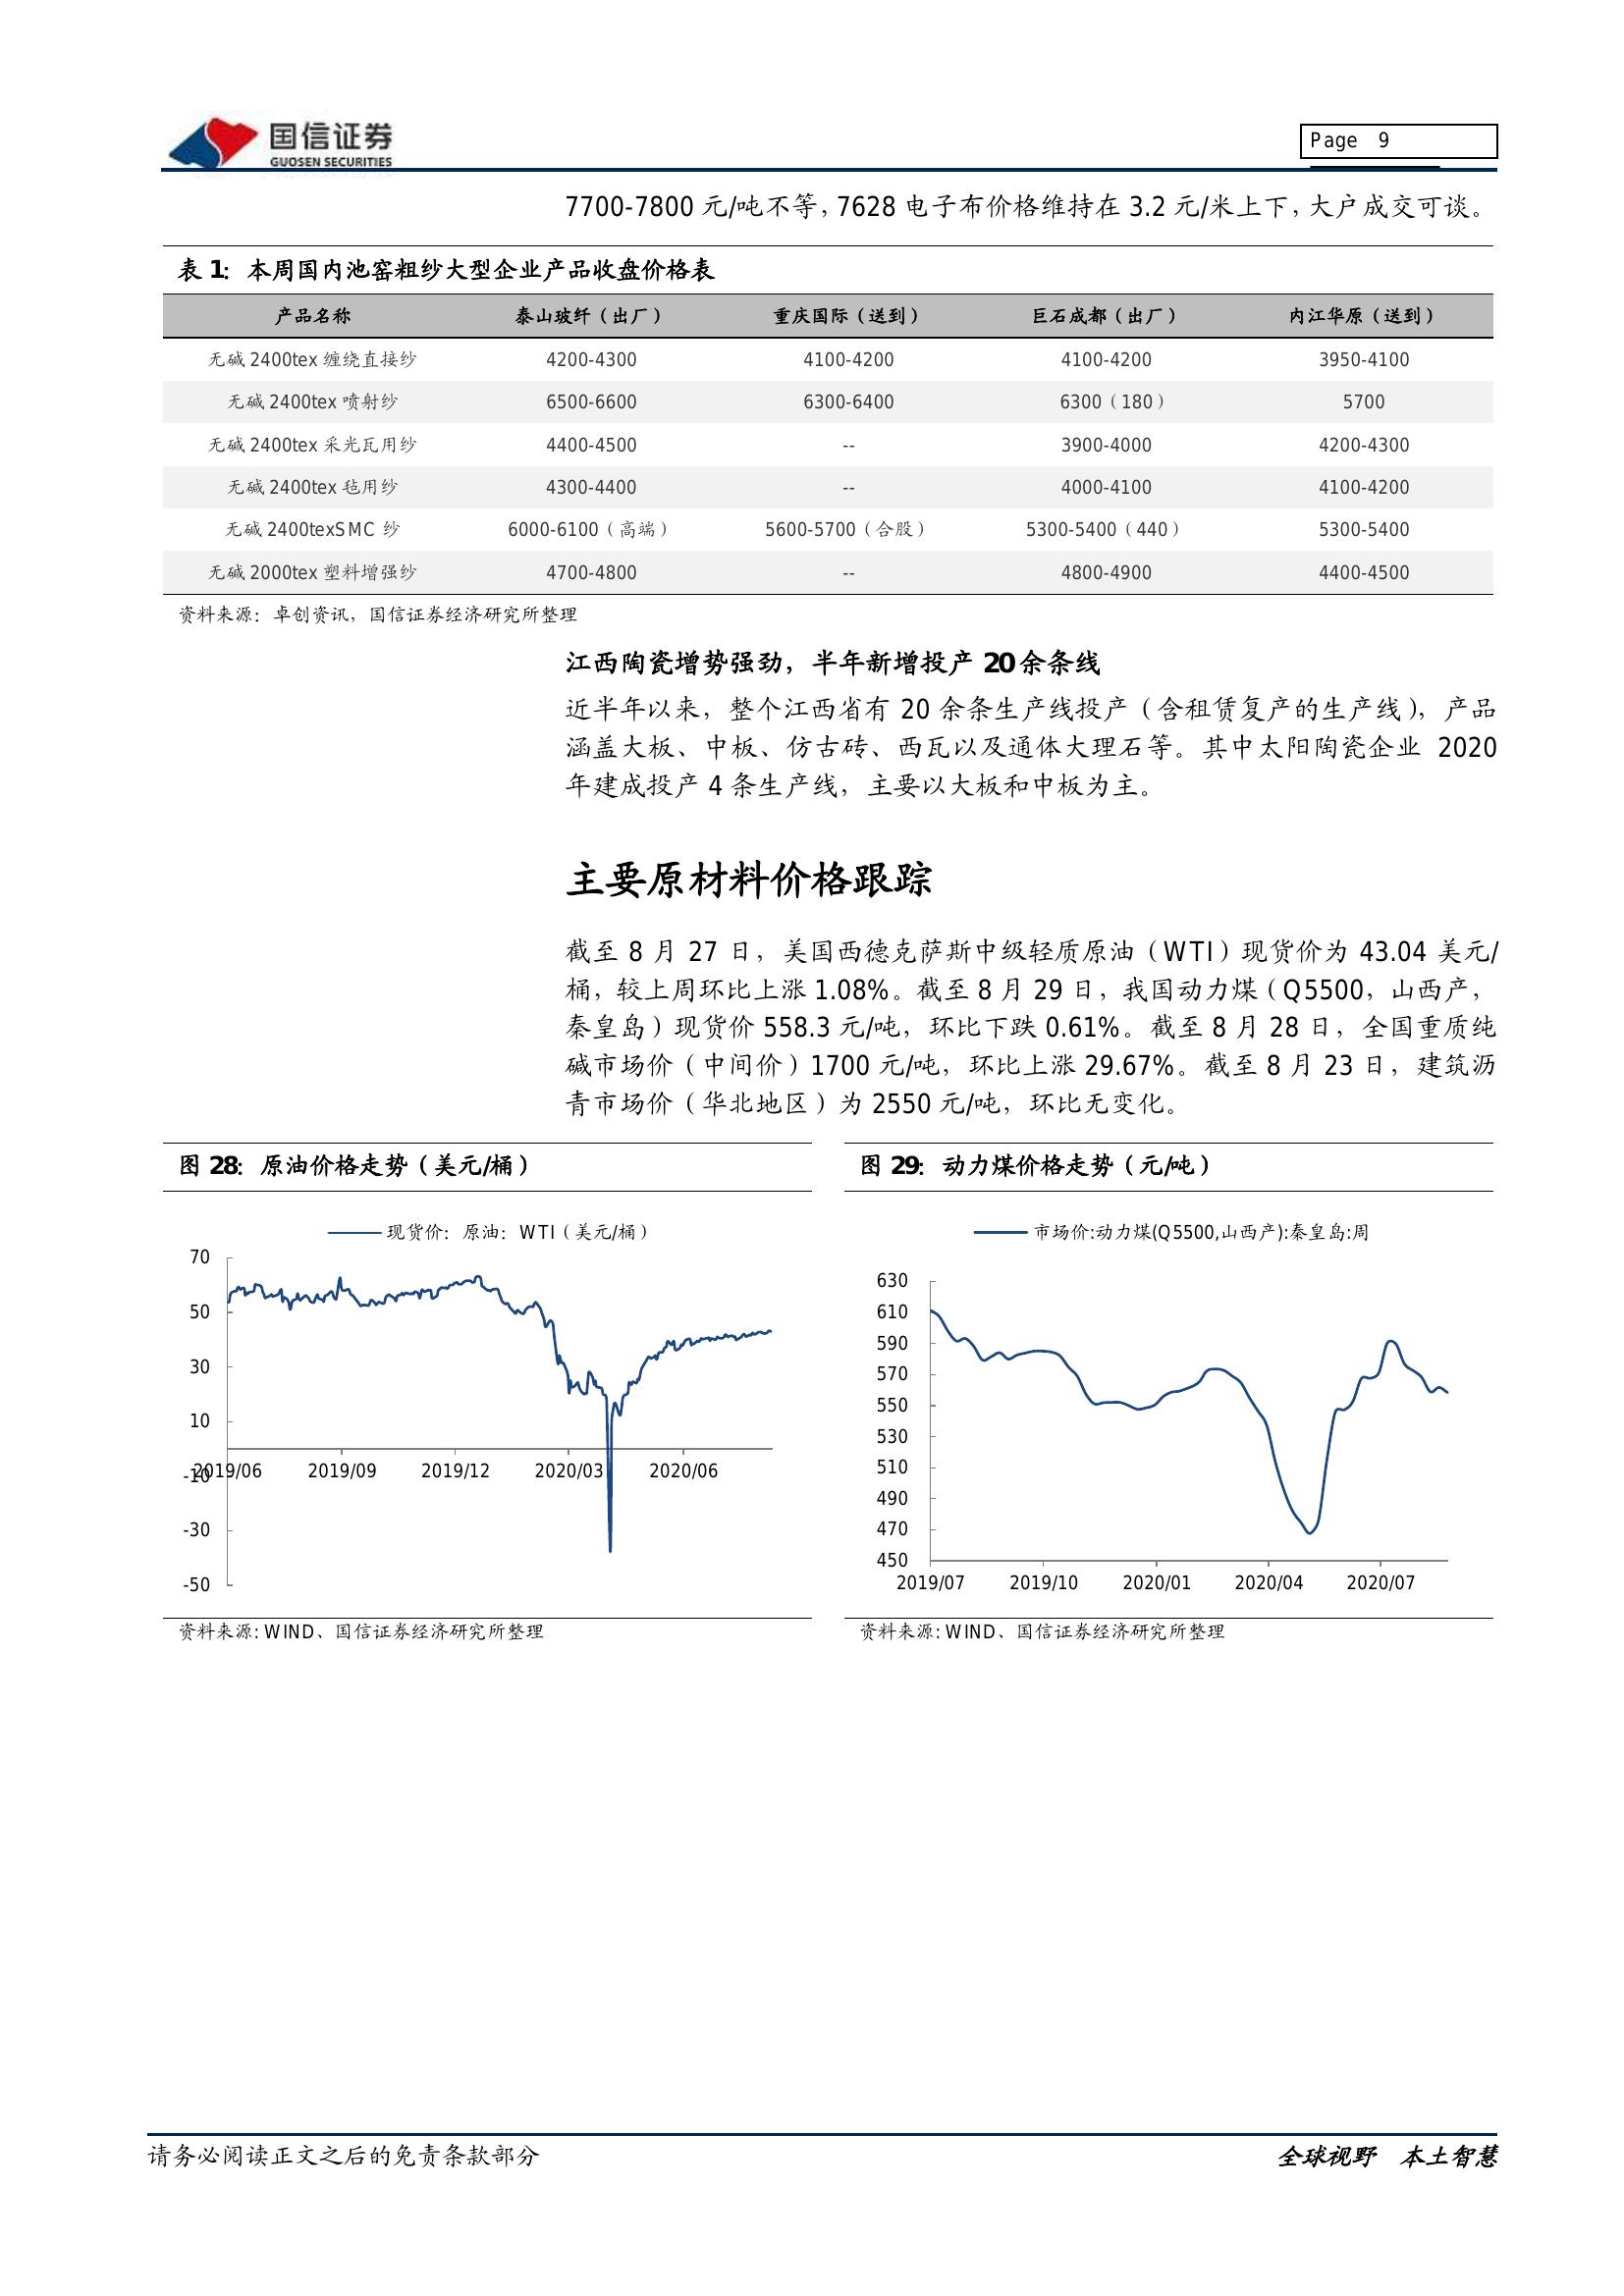 国信证券
GUOSEN SECURITIES
Page 9
7700-7800 元/吨不等，7628 电子布价格维持在 3.2 元/米上下，大户成交可谈。
表 1：本周国内池窑粗纱大型企业产品收盘价格表
产品名称 泰山玻纤（出厂） 重庆国际（送到） 巨石成都（出厂） 内江华原（送到）
无碱 2400tex 缠绕直接纱 4200-4300 4100-4200 4100-4200 3950-4100
无碱 2400tex 喷射纱 6500-6600 6300-6400 6300（180） 5700
无碱 2400tex 采光瓦用纱 4400-4500 -- 3900-4000 4200-4300
无碱 2400tex 毡用纱 4300-4400 -- 4000-4100 4100-4200
无碱 2400texSMC 纱 6000-6100（高端） 5600-5700（合股） 5300-5400（440） 5300-5400
无碱 2000tex 塑料增强纱 4700-4800 -- 4800-4900 4400-4500
资料来源：卓创资讯，国信证券经济研究所整理
江西陶瓷增势强劲，半年新增投产 20 余条线
近半年以来，整个江西省有 20 余条生产线投产（含租赁复产的生产线），产品
涵盖大板、中板、仿古砖、西瓦以及通体大理石等。其中太阳陶瓷企业 2020
年建成投产 4 条生产线，主要以大板和中板为主。
主要原材料价格跟踪
截至 8 月 27 日，美国西德克萨斯中级轻质原油（WTI）现货价为 43.04 美元/
桶，较上周环比上涨 1.08%。截至 8 月 29 日，我国动力煤（Q5500，山西产，
秦皇岛）现货价 558.3 元/吨，环比下跌 0.61%。截至 8 月 28 日，全国重质纯
碱市场价（中间价）1700 元/吨，环比上涨 29.67%。截至 8 月 23 日，建筑沥
青市场价（华北地区）为 2550 元/吨，环比无变化。
图 28：原油价格走势（美元/桶）
现货价：原油：WTI（美元/桶）
70
50
30
10
-10
-30
-50
2019/06 2019/09 2019/12 2020/03 2020/06
资料来源: WIND、国信证券经济研究所整理
图 29：动力煤价格走势（元/吨）
市场价:动力煤(Q5500,山西产):秦皇岛:周
630
610
590
570
550
530
510
490
470
450
2019/07 2019/10 2020/01 2020/04 2020/07
资料来源: WIND、国信证券经济研究所整理
请务必阅读正文之后的免责条款部分
全球视野 本土智慧